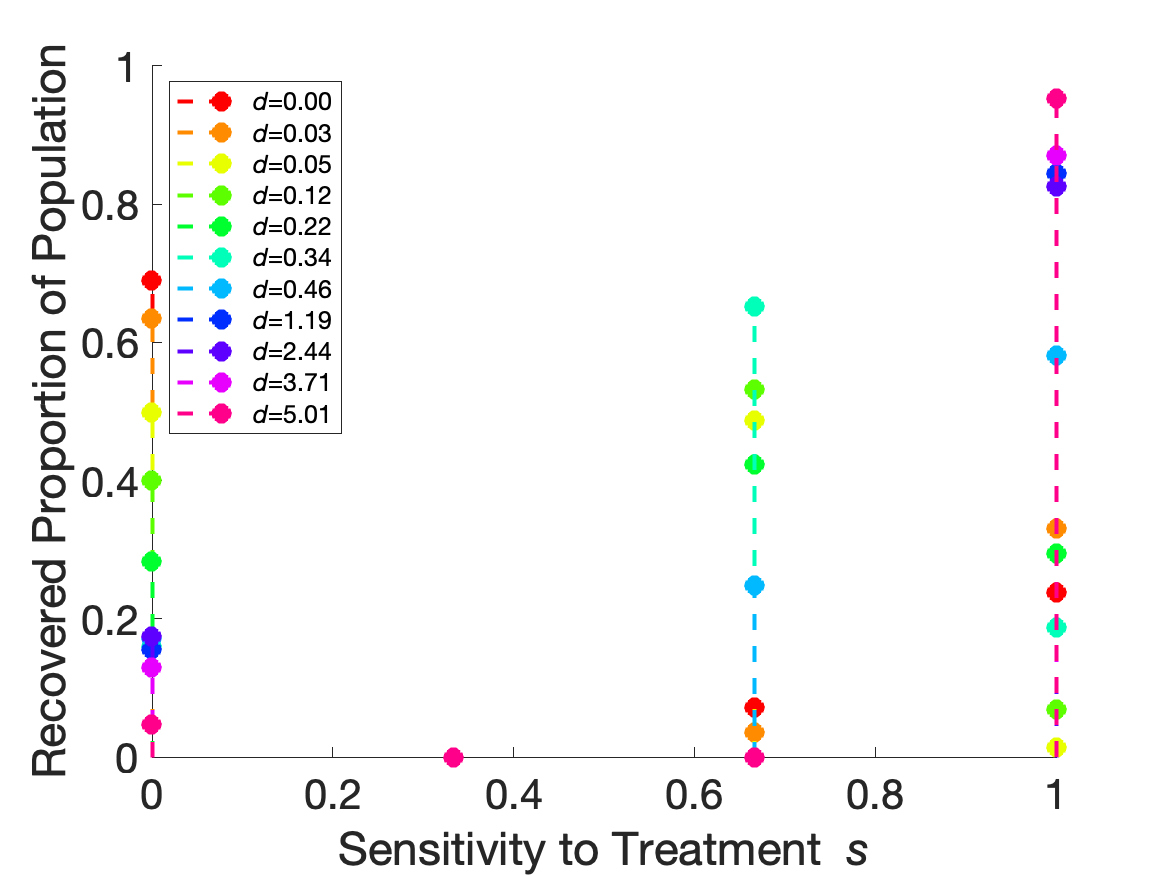 Recovered Proportion of Population
1
0.8
0.6
0.4
0.2
0
d=0.00
d=0.03
d=0.05
d=0.12
d=0.22
d=0.34
d=0.46
d=1.19
d=2.44
d=3.71
d=5.01
0 0.2 0.4 0.6 0.8 1
Sensitivity to Treatment s